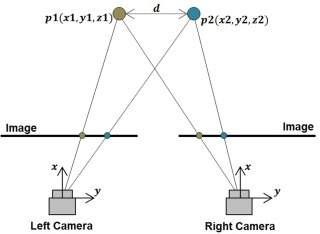 d
p1(x1,y1,z1) p2(x2,y2,z2)
Image Image
x x
y y
Left Camera Right Camera